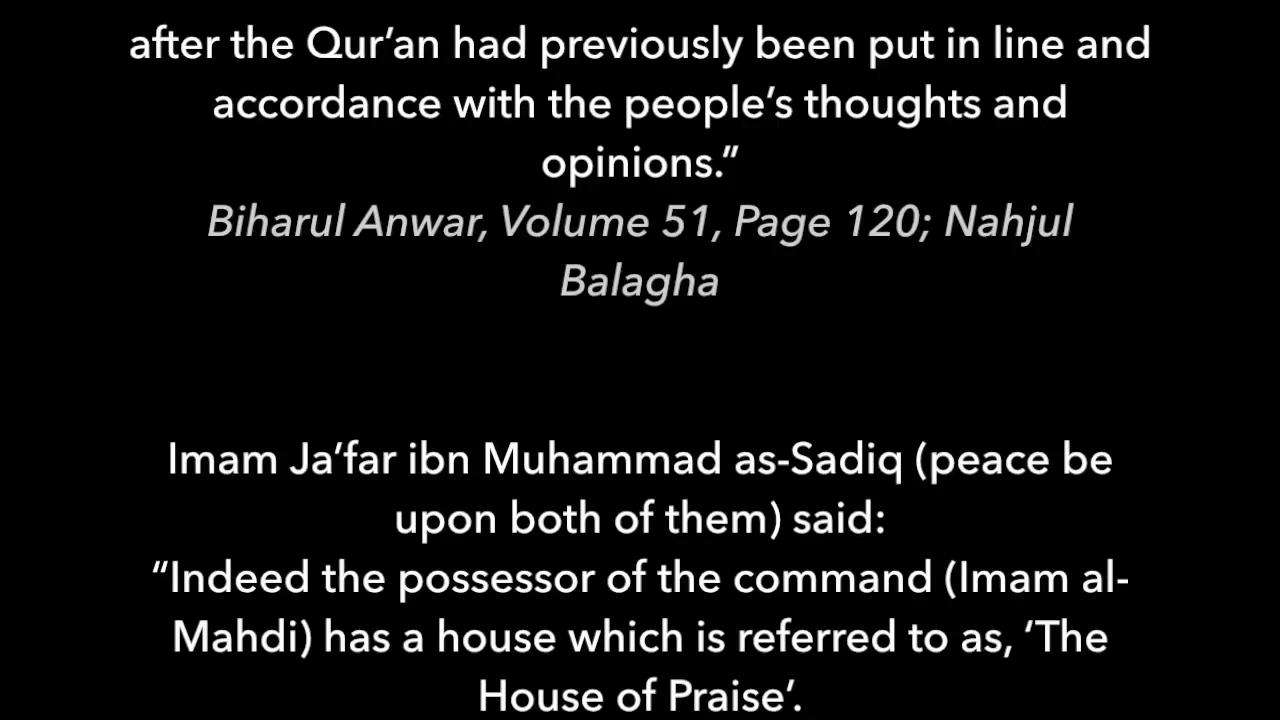 after the Qur’an had previously been put in line and
accordance with the people’s thoughts and
opinions.”
Biharul Anwar, Volume 51, Page 120; Nahjul
Balagha
Imam Ja’far ibn Muhammad as-Sadiq (peace be
upon both of them) said:
“Indeed the possessor of the command (Imam al-
Mahdi) has a house which is referred to as, ‘The
House of Praise’.